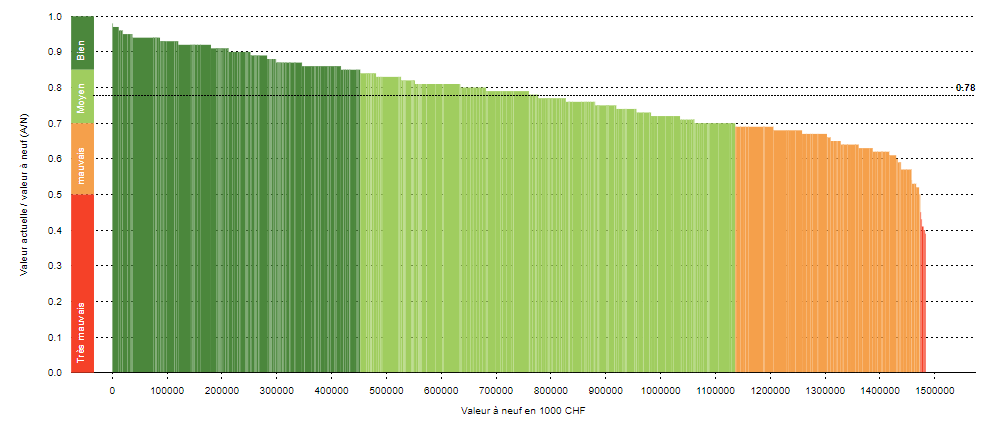 1.0
0.9
0.8
0.7
0.6
0.5
0.4
0.3
0.2
0.1
0.0
Valeur actuelle / valeur à neuf (A/N)
Bien
Moyen
mauvais
Très mauvais
0.78
0 100000 200000 300000 400000 500000 600000 700000 800000 900000 1000000 1100000 1200000 1300000 1400000 1500000
Valeur à neuf en 1000 CHF